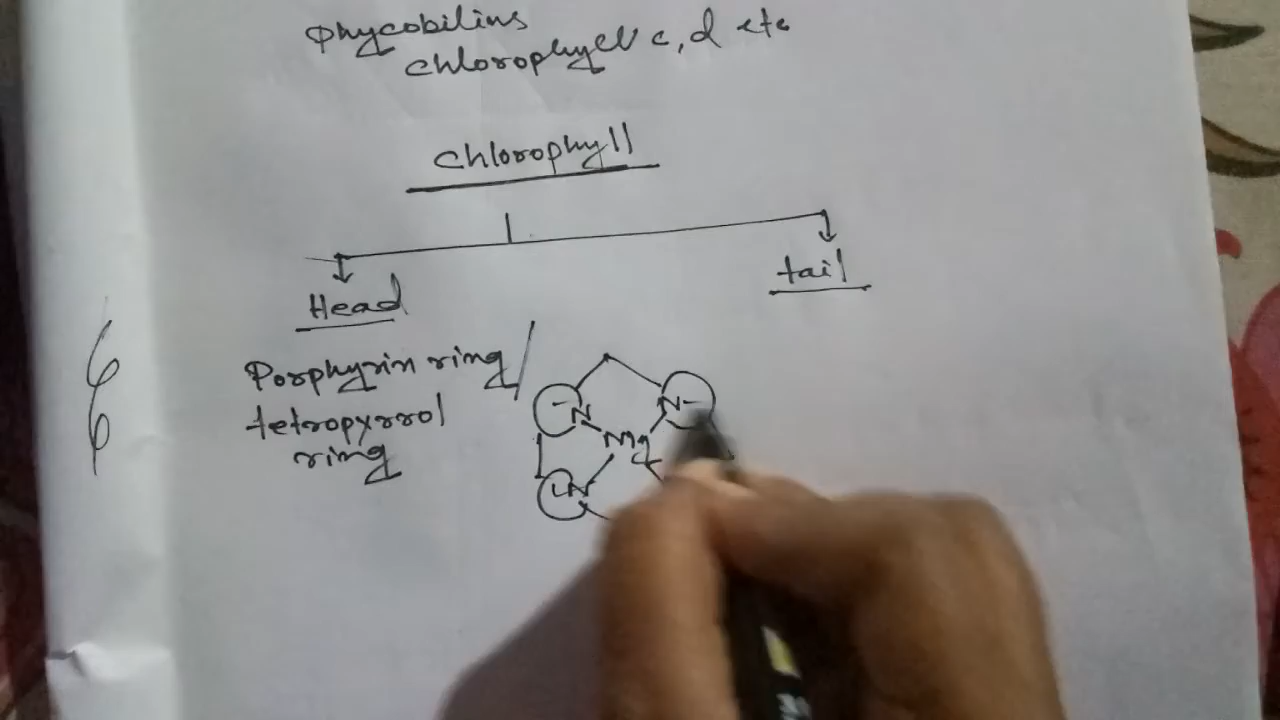 Phycobilins
chlorophyll c, d etc
chlorophyll
Head
tail
Porphyrin ring/
tetropyrrol
ring
N
N
Mg
N